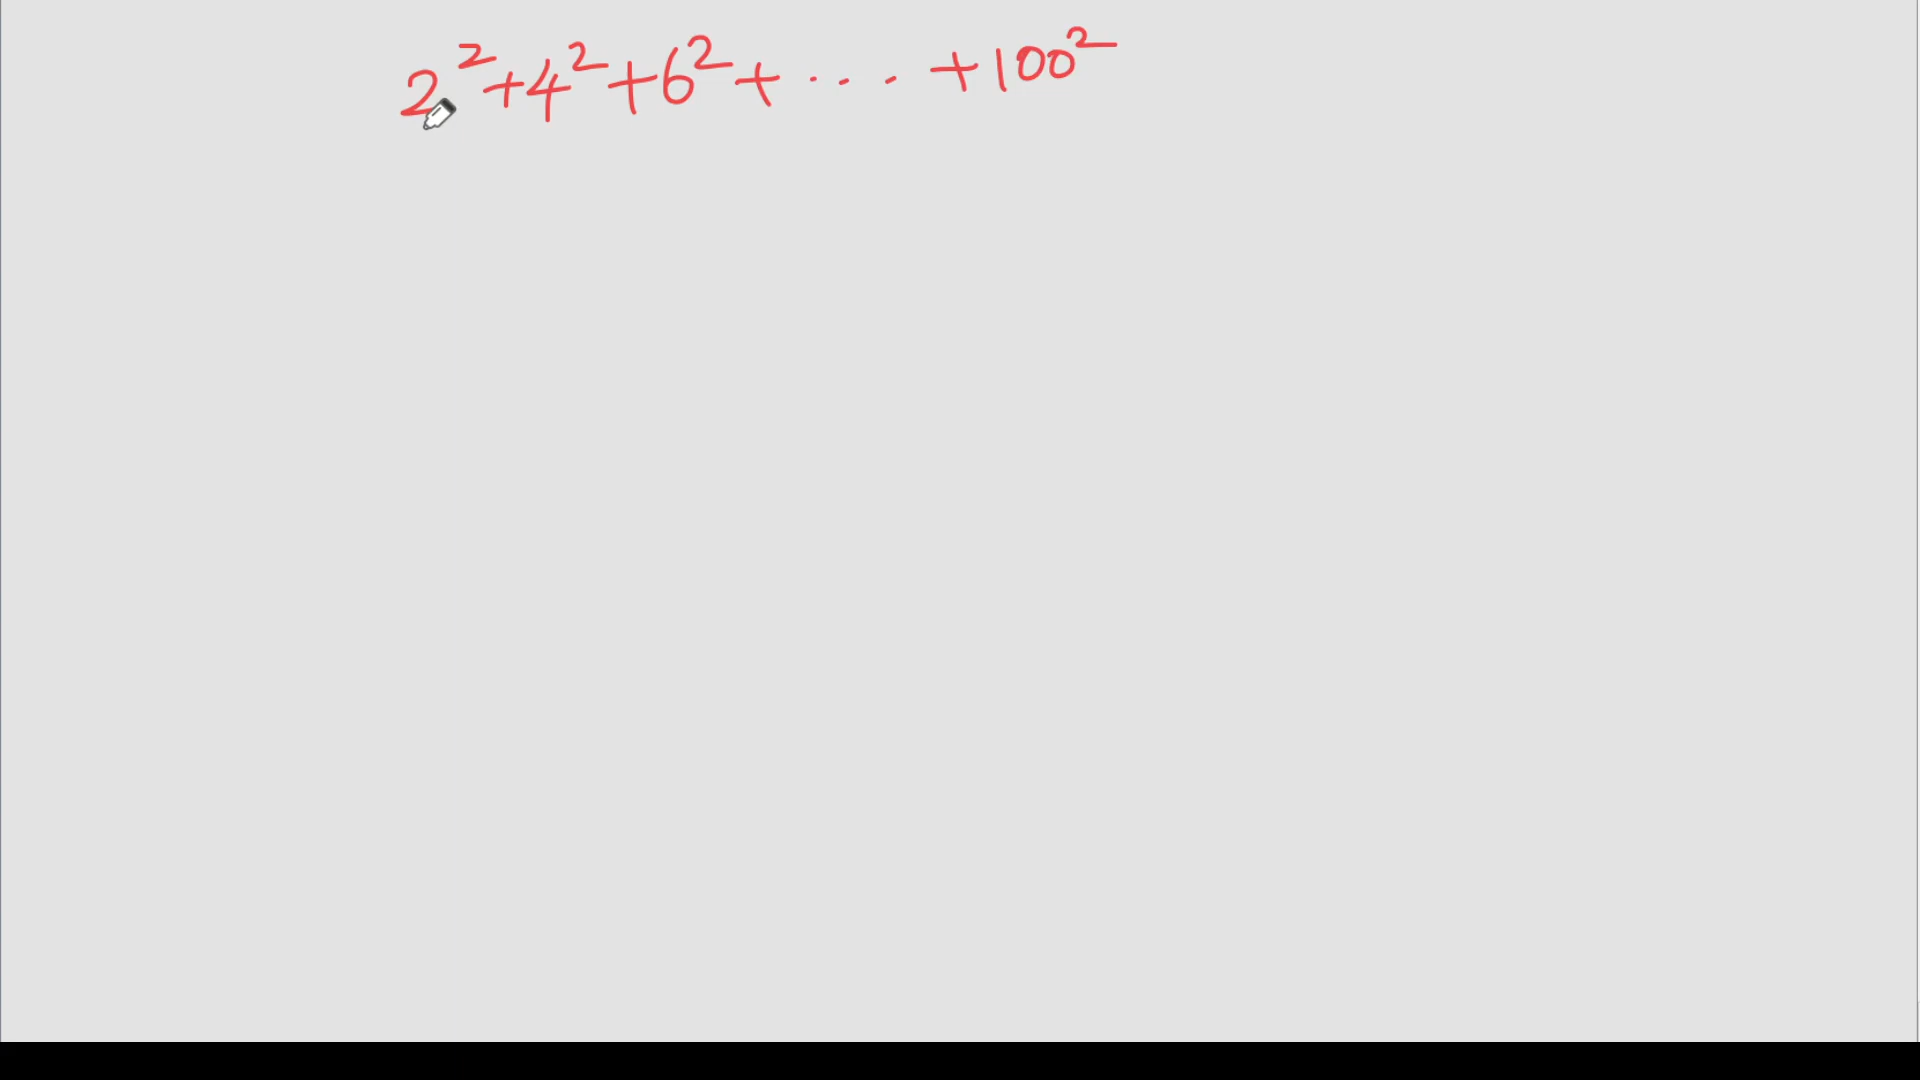 2² + 4² + 6² + ... + 100²